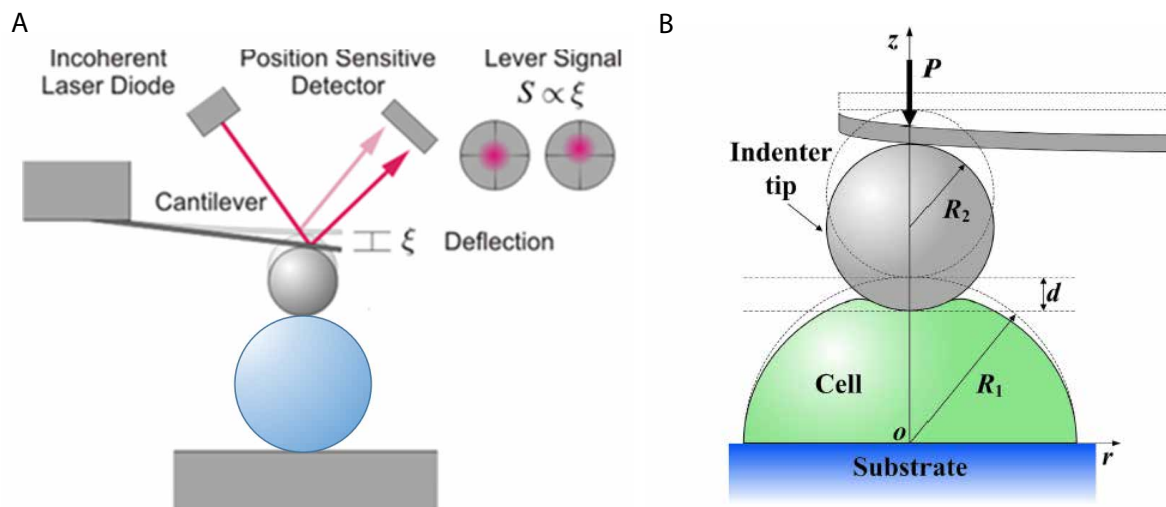 A
Incoherent
Laser Diode
Position Sensitive
Detector
Lever Signal
S ∝ ξ
Cantilever
ξ Deflection
B
z
P
Indenter
tip
R2
d
Cell
R1
o
r
Substrate